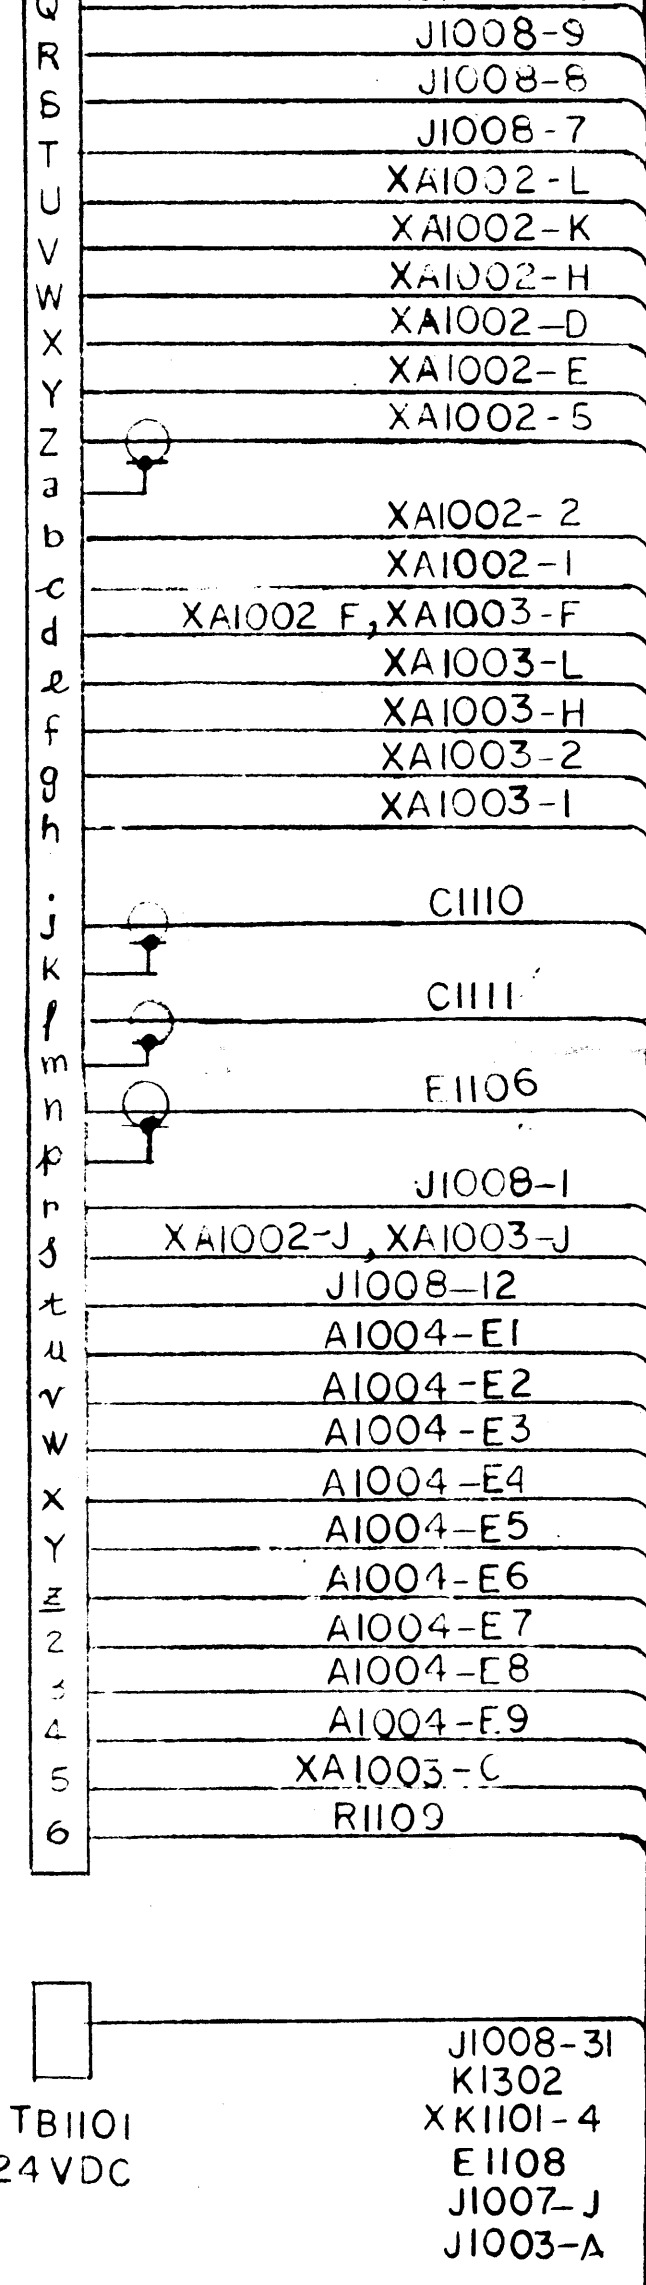 Q
J1008-9
R
J1008-8
S
J1008-7
T
XA1002-L
U
XA1002-K
V
XA1002-H
W
XA1002-D
X
XA1002-E
Y
XA1002-5
Z
a
XA1002-2
b
XA1002-1
c
XA1002 F, XA1003-F
d
XA1003-L
e
XA1003-H
f
XA1003-2
g
XA1003-1
h
C1110
j
K
C1111
l
m
E1106
n
p
J1008-1
r
XA1002-J, XA1003-J
s
J1008-12
t
A1004-E1
u
A1004-E2
v
A1004-E3
W
A1004-E4
X
A1004-E5
Y
A1004-E6
z
A1004-E7
2
A1004-E8
3
A1004-E9
4
XA1003-C
5
R1109
6
J1008-31
K1302
TB1101 XK1101-4
24VDC E1108
J1007-J
J1003-A